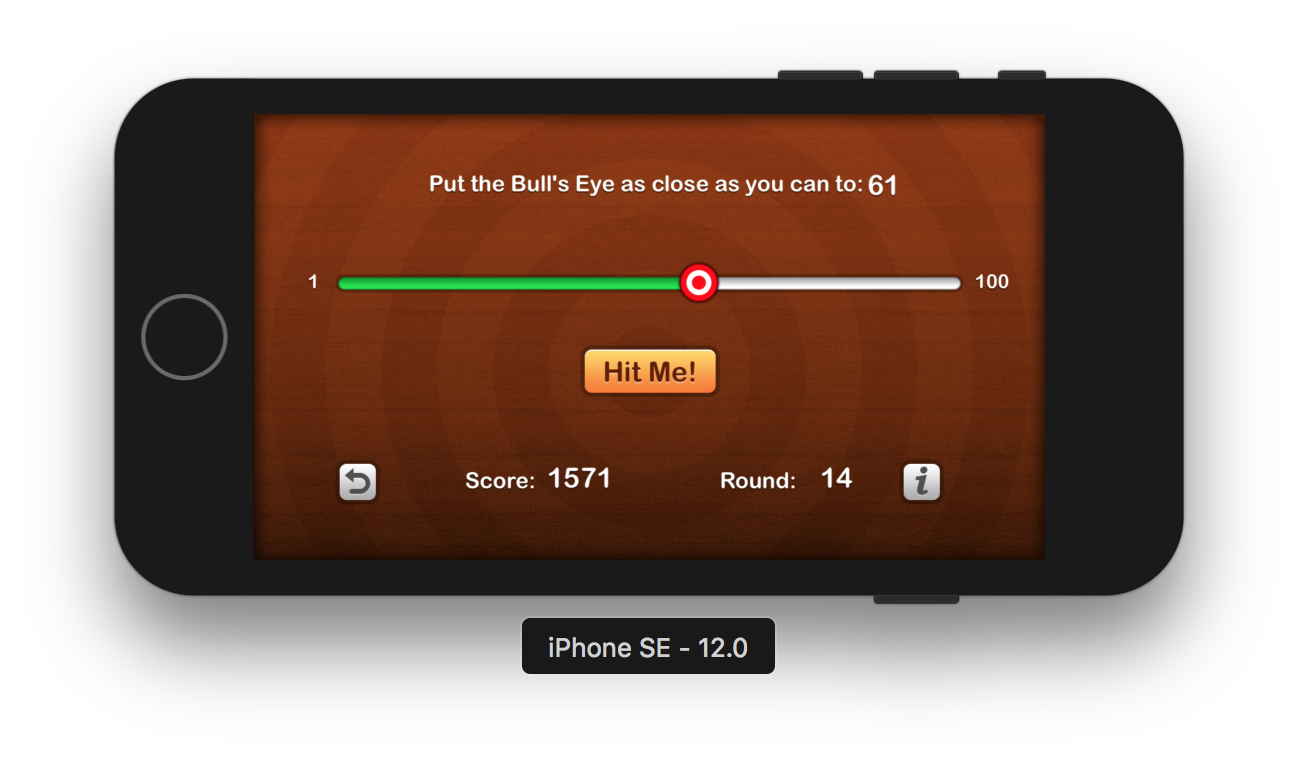 Put the Bull's Eye as close as you can to: 61
1 100
Hit Me!
Score: 1571 Round: 14 i
iPhone SE - 12.0